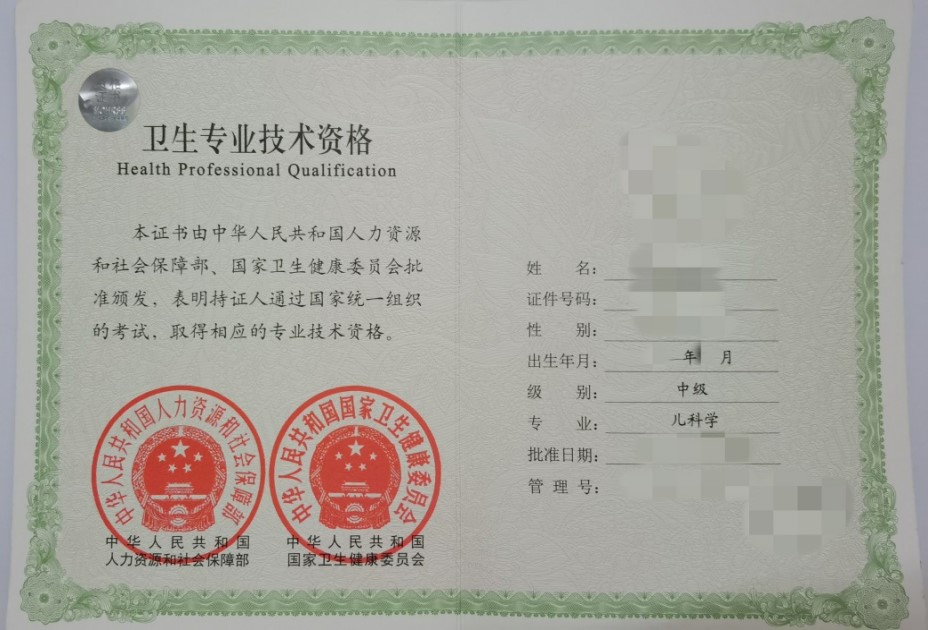 卫生专业技术资格
Health Professional Qualification
本证书由中华人民共和国人力资源
和社会保障部、国家卫生健康委员会批
准颁发，表明持证人通过国家统一组织
的考试，取得相应的专业技术资格。
中华人民共和国人力资源和社会保障部
中华人民共和国国家卫生健康委员会
中华人民共和国
人力资源和社会保障部
中华人民共和国
国家卫生健康委员会
姓 名：
证件号码：
性 别：
出生年月： 年 月
级 别： 中级
专 业： 儿科学
批准日期：
管 理 号：